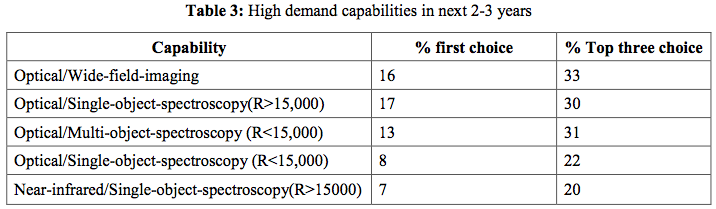 Table 3: High demand capabilities in next 2-3 years
Capability % first choice % Top three choice
Optical/Wide-field-imaging 16 33
Optical/Single-object-spectroscopy(R>15,000) 17 30
Optical/Multi-object-spectroscopy (R<15,000) 13 31
Optical/Single-object-spectroscopy (R<15,000) 8 22
Near-infrared/Single-object-spectroscopy(R>15000) 7 20